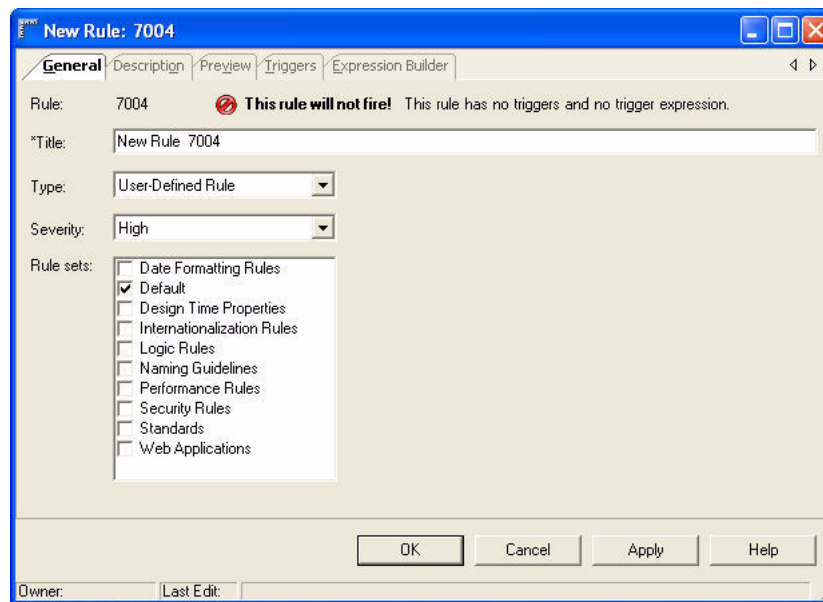 New Rule: 7004
General Description Preview Triggers Expression Builder
Rule: 7004 This rule will not fire! This rule has no triggers and no trigger expression.
*Title: New Rule 7004
Type: User-Defined Rule
Severity: High
Rule sets: Date Formatting Rules
Default
Design Time Properties
Internationalization Rules
Logic Rules
Naming Guidelines
Performance Rules
Security Rules
Standards
Web Applications
OK Cancel Apply Help
Owner: Last Edit: